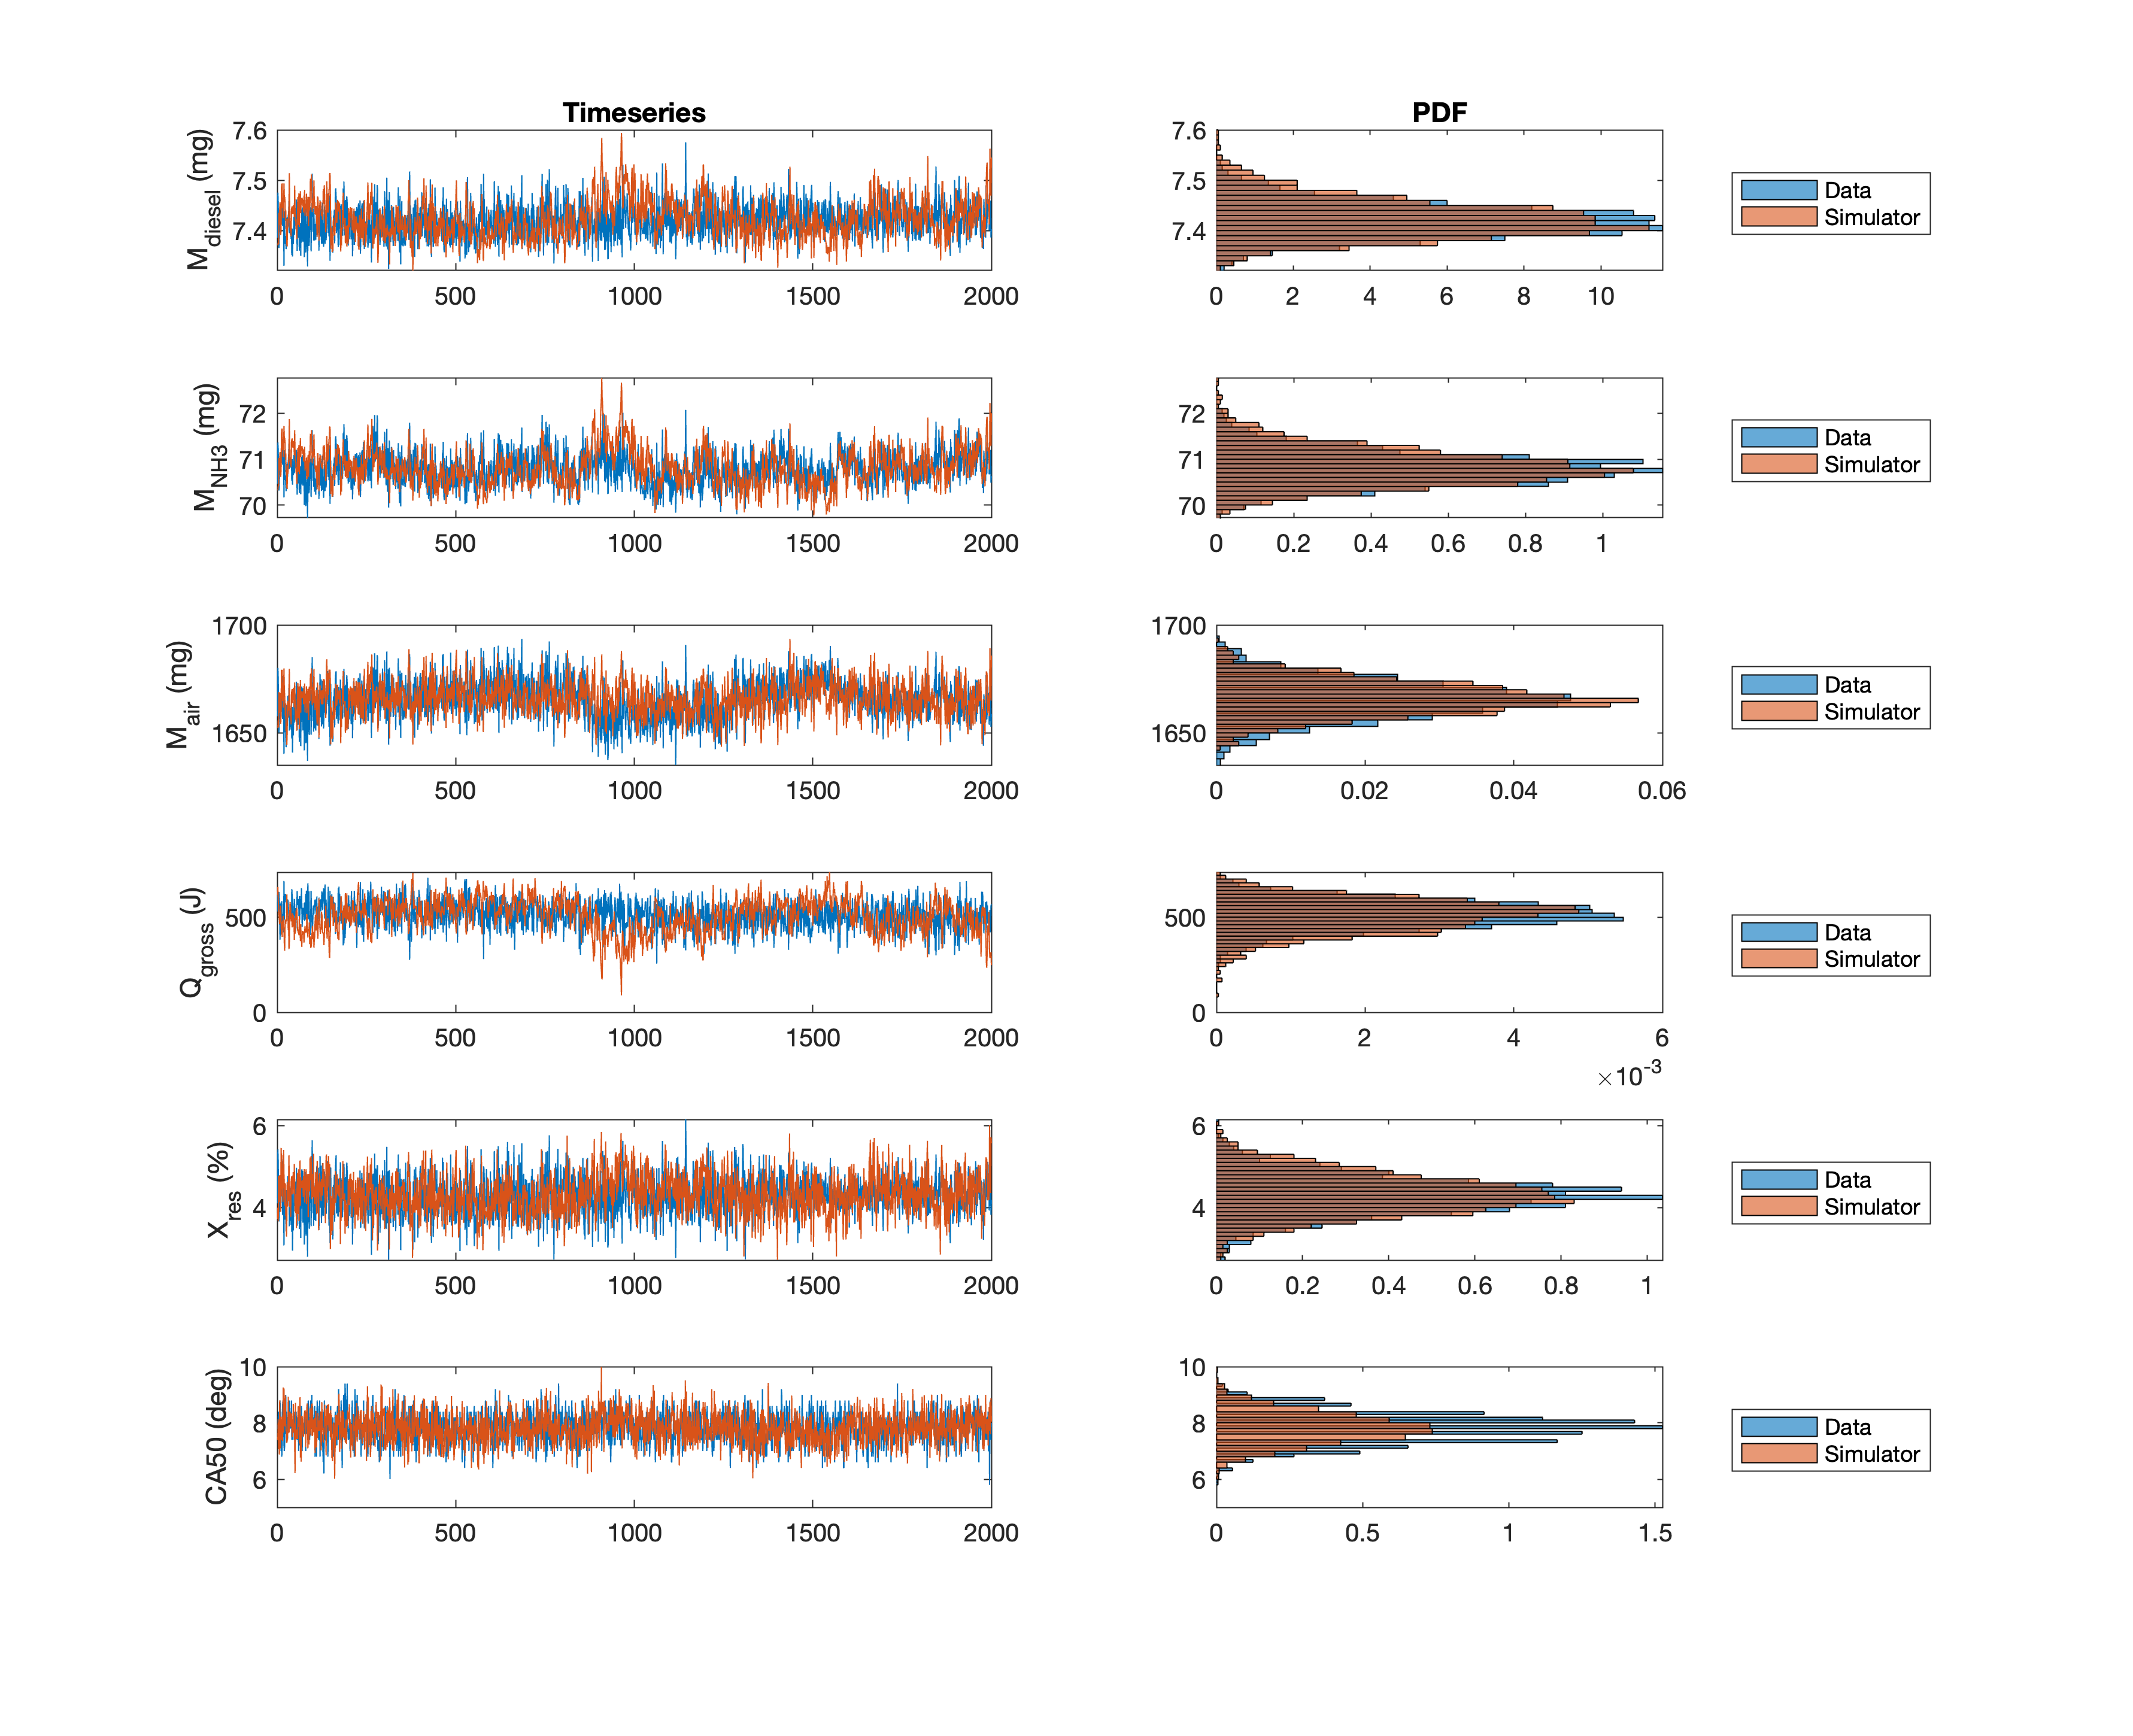 Timeseries
PDF
M_diesel (mg)
7.6
7.5
7.4
0 500 1000 1500 2000
7.6
7.5
7.4
0 2 4 6 8 10
Data
Simulator
M_NH3 (mg)
72
71
70
0 500 1000 1500 2000
72
71
70
0 0.2 0.4 0.6 0.8 1
Data
Simulator
M_air (mg)
1700
1650
0 500 1000 1500 2000
1700
1650
0 0.02 0.04 0.06
Data
Simulator
Q_gross (J)
500
0
0 500 1000 1500 2000
500
0
0 2 4 6
×10^-3
Data
Simulator
X_res (%)
6
4
0 500 1000 1500 2000
6
4
0 0.2 0.4 0.6 0.8 1
Data
Simulator
CA50 (deg)
10
8
6
0 500 1000 1500 2000
10
8
6
0 0.5 1 1.5
Data
Simulator